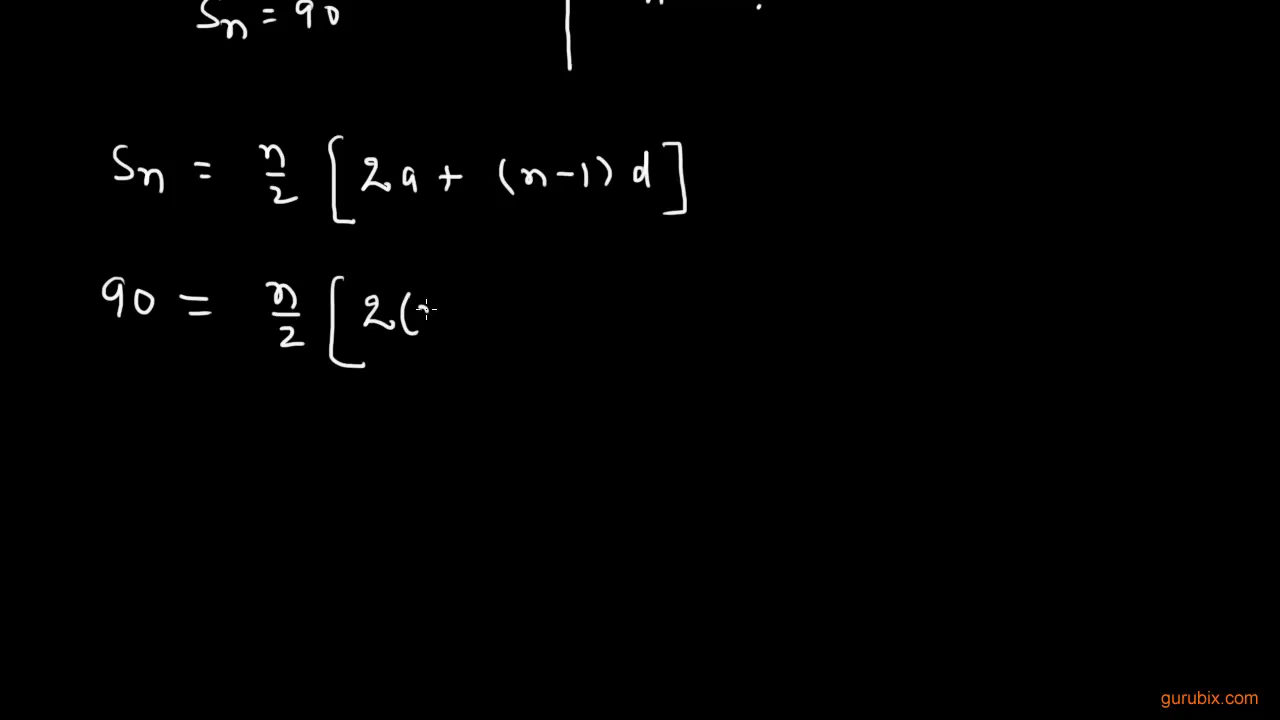 Sn = 90
Sn = n/2 [2a + (n-1) d]
90 = n/2 [2(
gurubix.com